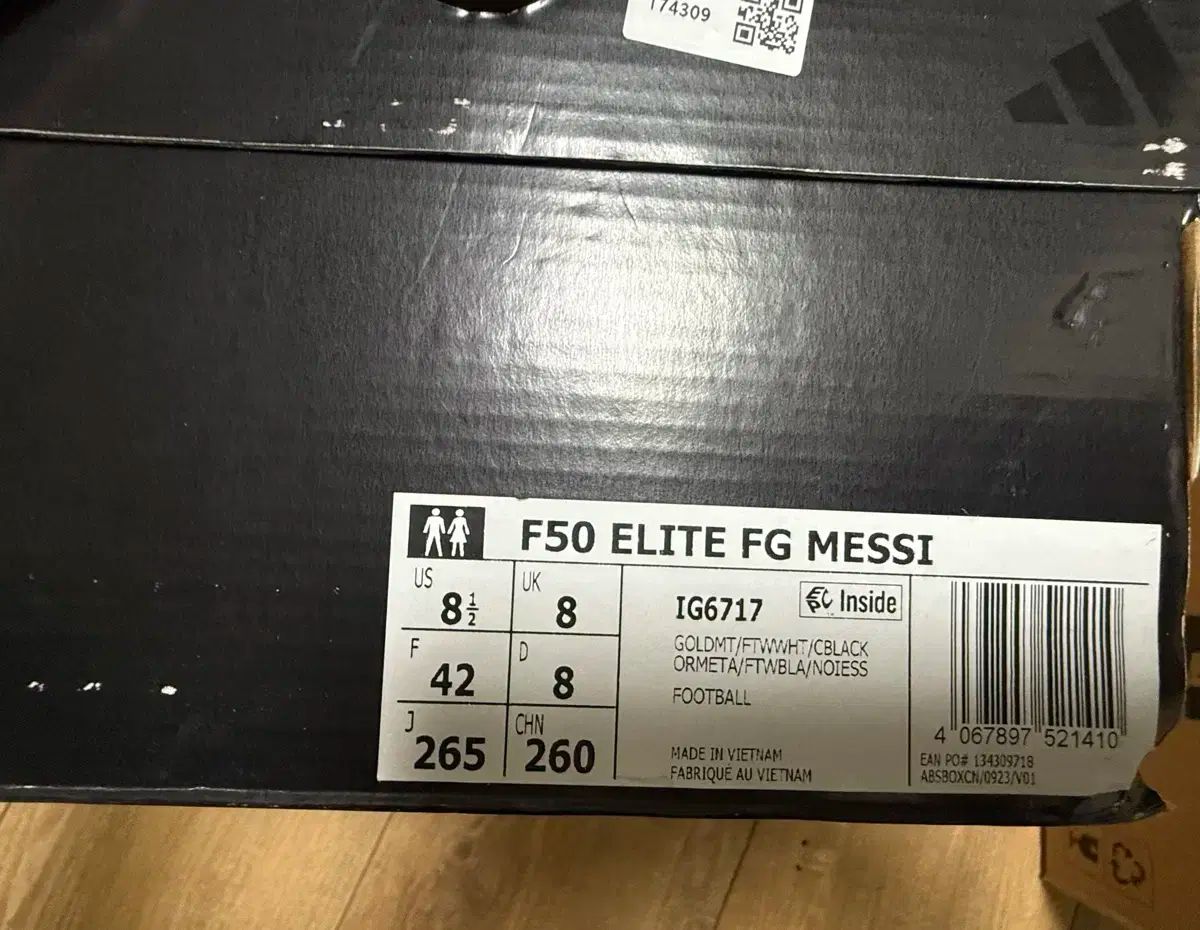 174309
F50 ELITE FG MESSI
US 8½
UK 8
F 42
D 8
J 265
CHN 260
IG6717
Inside
GOLDMT/FTWWHT/CBLACK
ORMETA/FTWBLA/NOIESS
FOOTBALL
MADE IN VIETNAM
FABRIQUÉ AU VIETNAM
4 067897 521410
EAN PO# 134309718
ABSBOXCN/0923/V01